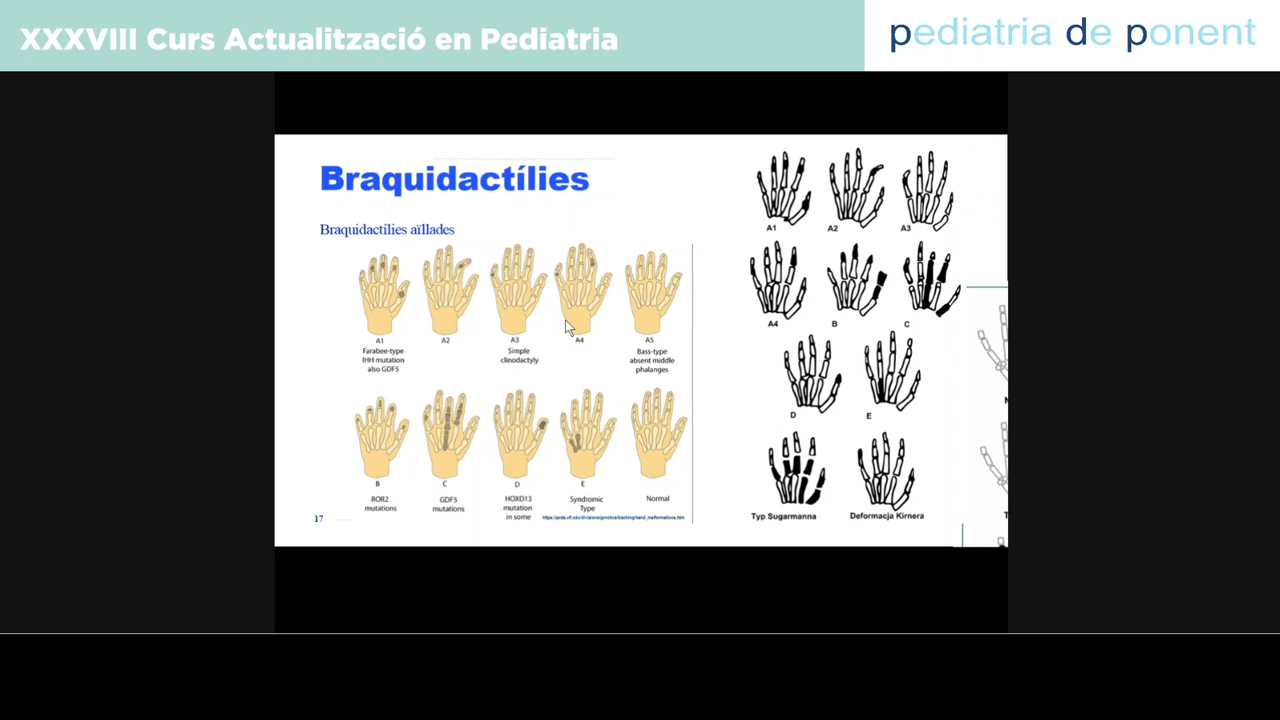 XXXVIII Curs Actualització en Pediatria
pediatria de ponent
Braquidactílies
Braquidactílies aïllades
A1
Farabee-type
IHH mutation
also GDF5
A2
A3
Simple
clinodactyly
A4
A5
Bass-type
absent middle
phalanges
B
ROR2
mutations
C
GDF5
mutations
D
HOXD13
mutation
in some
E
Syndromic
Type
Normal
17
A1
A2
A3
A4
B
C
D
E
Typ Sugarmanna
Deformacja Kirnera